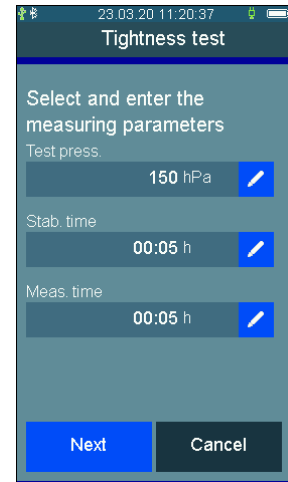 23.03.20 11:20:37
Tightness test
Select and enter the
measuring parameters
Test press.
150 hPa
Stab. time
00:05 h
Meas. time
00:05 h
Next Cancel